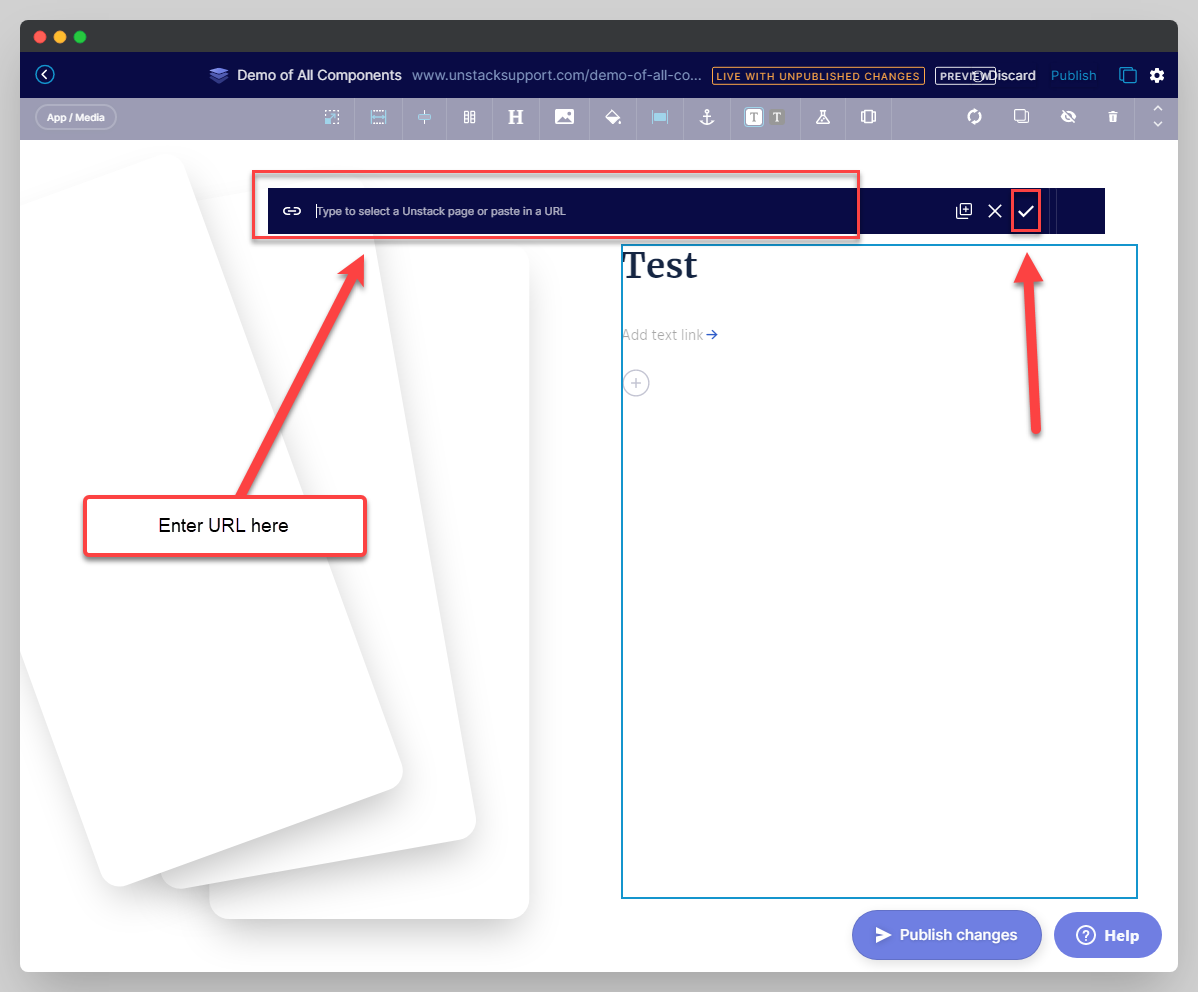 Demo of All Components www.unstacksupport.com/demo-of-all-co... LIVE WITH UNPUBLISHED CHANGES PREVIEW Discard Publish
App / Media H T T
Type to select a Unstack page or paste in a URL
Test
Add text link
Enter URL here
Publish changes Help